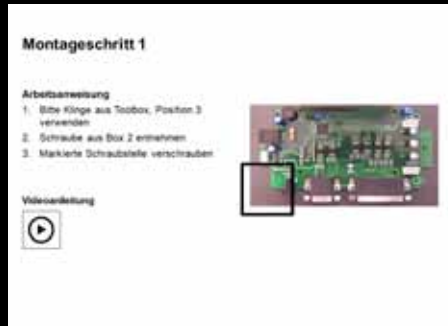 Montageschritt 1
Arbeitsanweisung
1. Bitte Klinge aus Toolbox, Position 3
verwenden
2. Schraube aus Box 2 entnehmen
3. Markierte Schraubstelle verschrauben
Videoanleitung